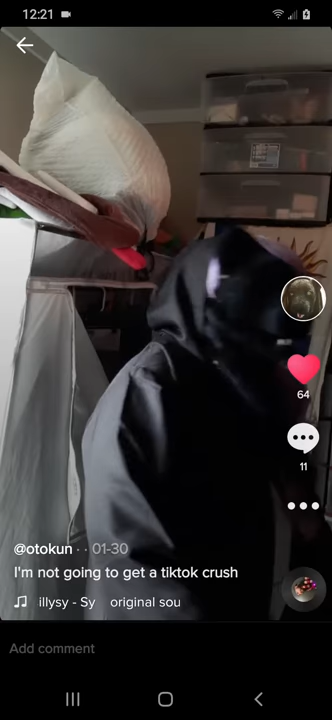 12:21
64
11
@otokun · · 01-30
I'm not going to get a tiktok crush
illysy - Sy original sou
Add comment